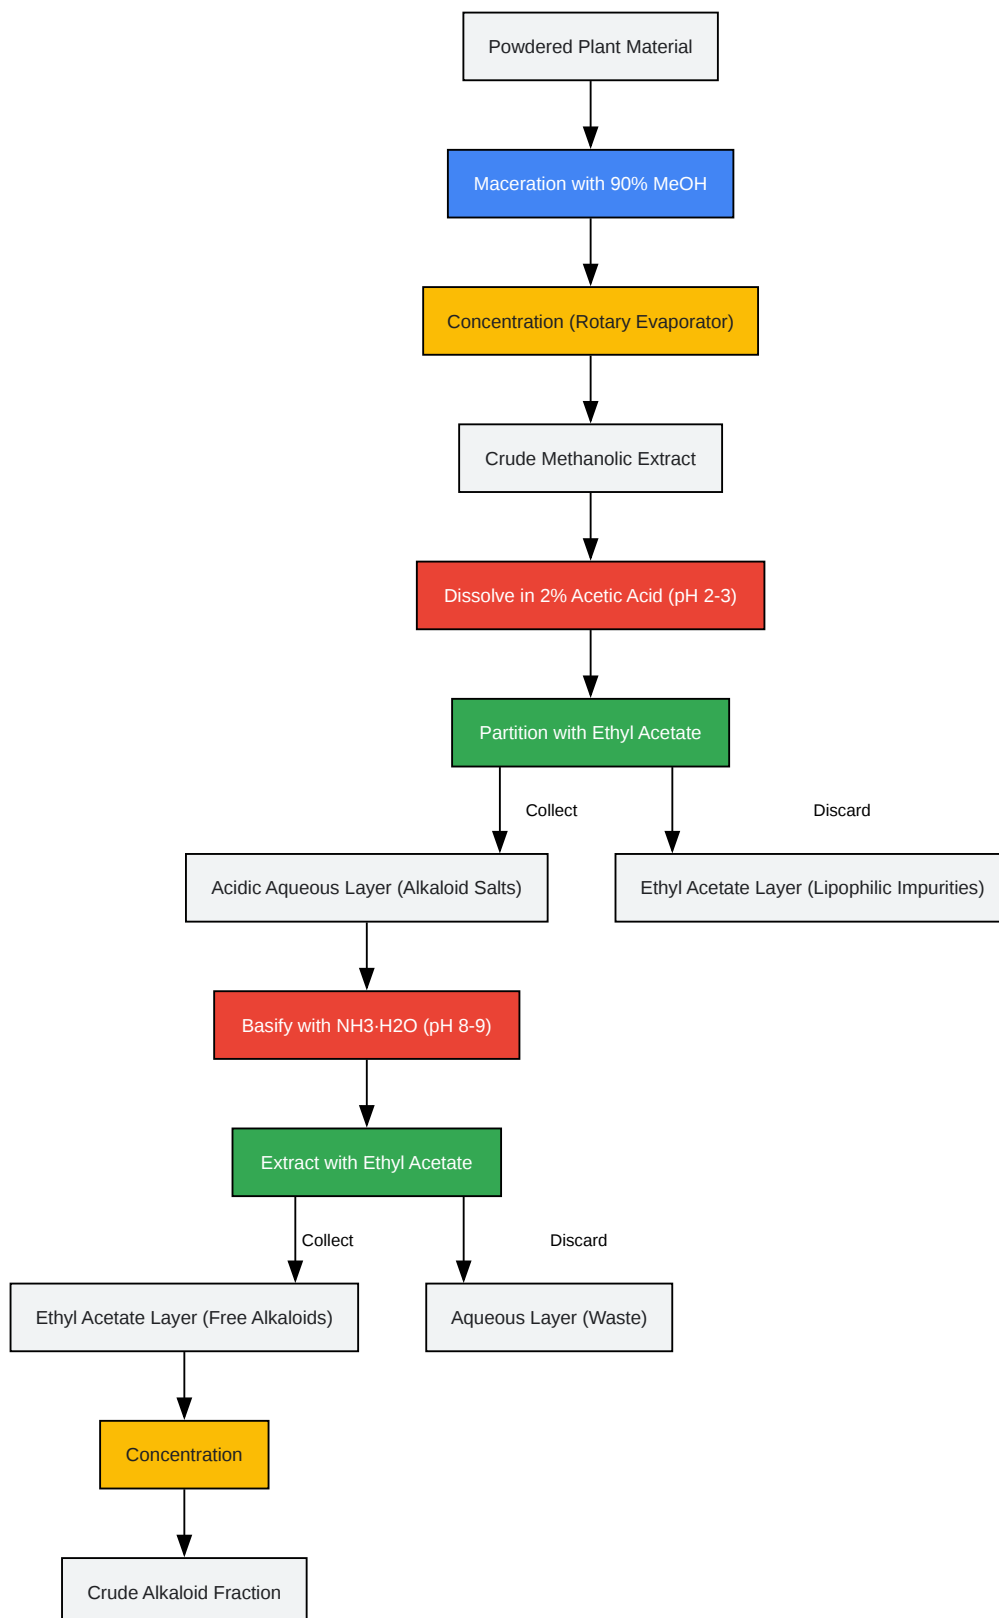 Powdered Plant Material
Maceration with 90% MeOH
Concentration (Rotary Evaporator)
Crude Methanolic Extract
Dissolve in 2% Acetic Acid (pH 2-3)
Partition with Ethyl Acetate
Collect
Discard
Acidic Aqueous Layer (Alkaloid Salts)
Ethyl Acetate Layer (Lipophilic Impurities)
Basify with NH3·H2O (pH 8-9)
Extract with Ethyl Acetate
Collect
Discard
Ethyl Acetate Layer (Free Alkaloids)
Aqueous Layer (Waste)
Concentration
Crude Alkaloid Fraction